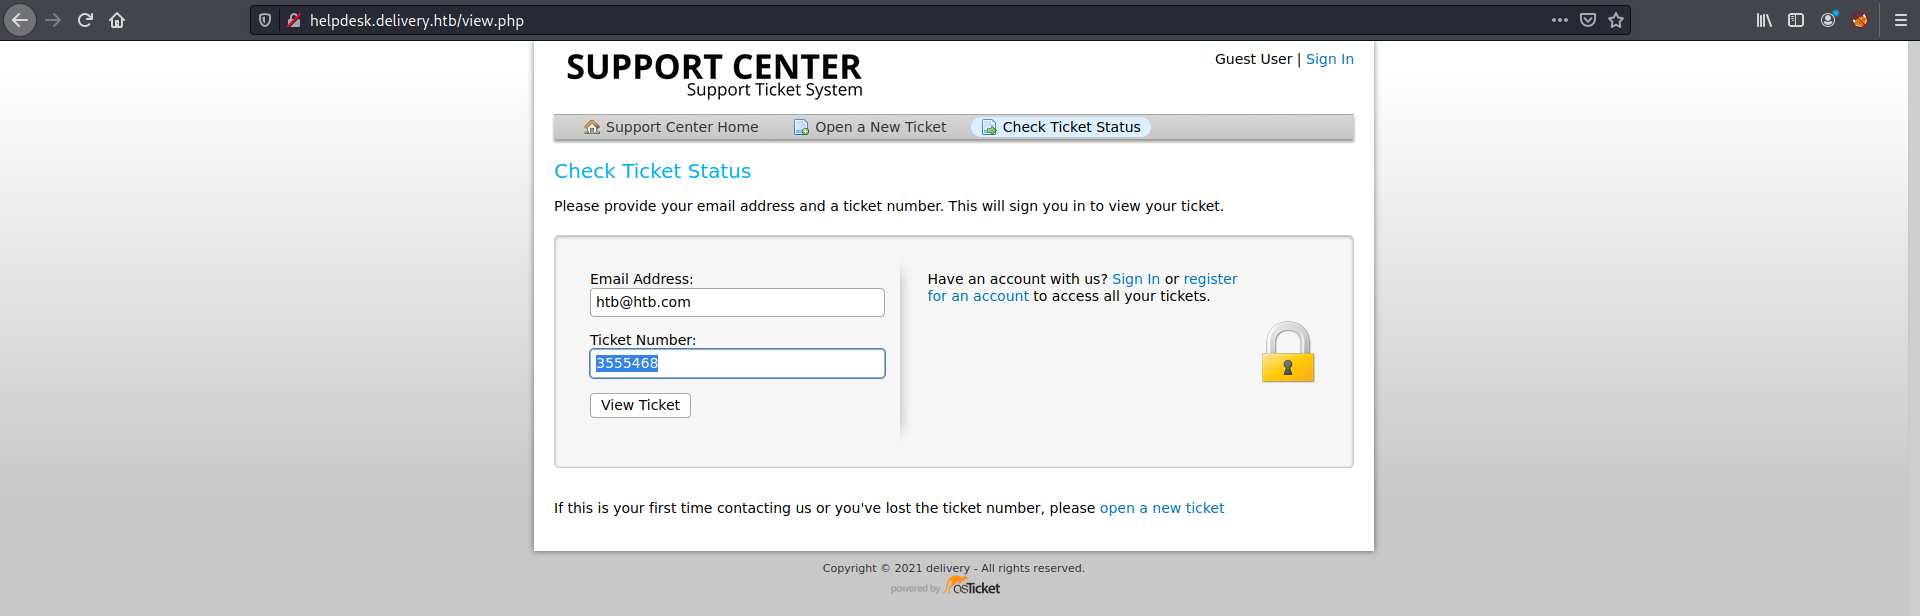 helpdesk.delivery.htb/view.php
SUPPORT CENTER
Support Ticket System
Guest User | Sign In
Support Center Home
Open a New Ticket
Check Ticket Status
Check Ticket Status
Please provide your email address and a ticket number. This will sign you in to view your ticket.
Email Address:
htb@htb.com
Ticket Number:
3555468
View Ticket
Have an account with us? Sign In or register
for an account to access all your tickets.
If this is your first time contacting us or you've lost the ticket number, please open a new ticket
Copyright © 2021 delivery - All rights reserved.
powered by osTicket